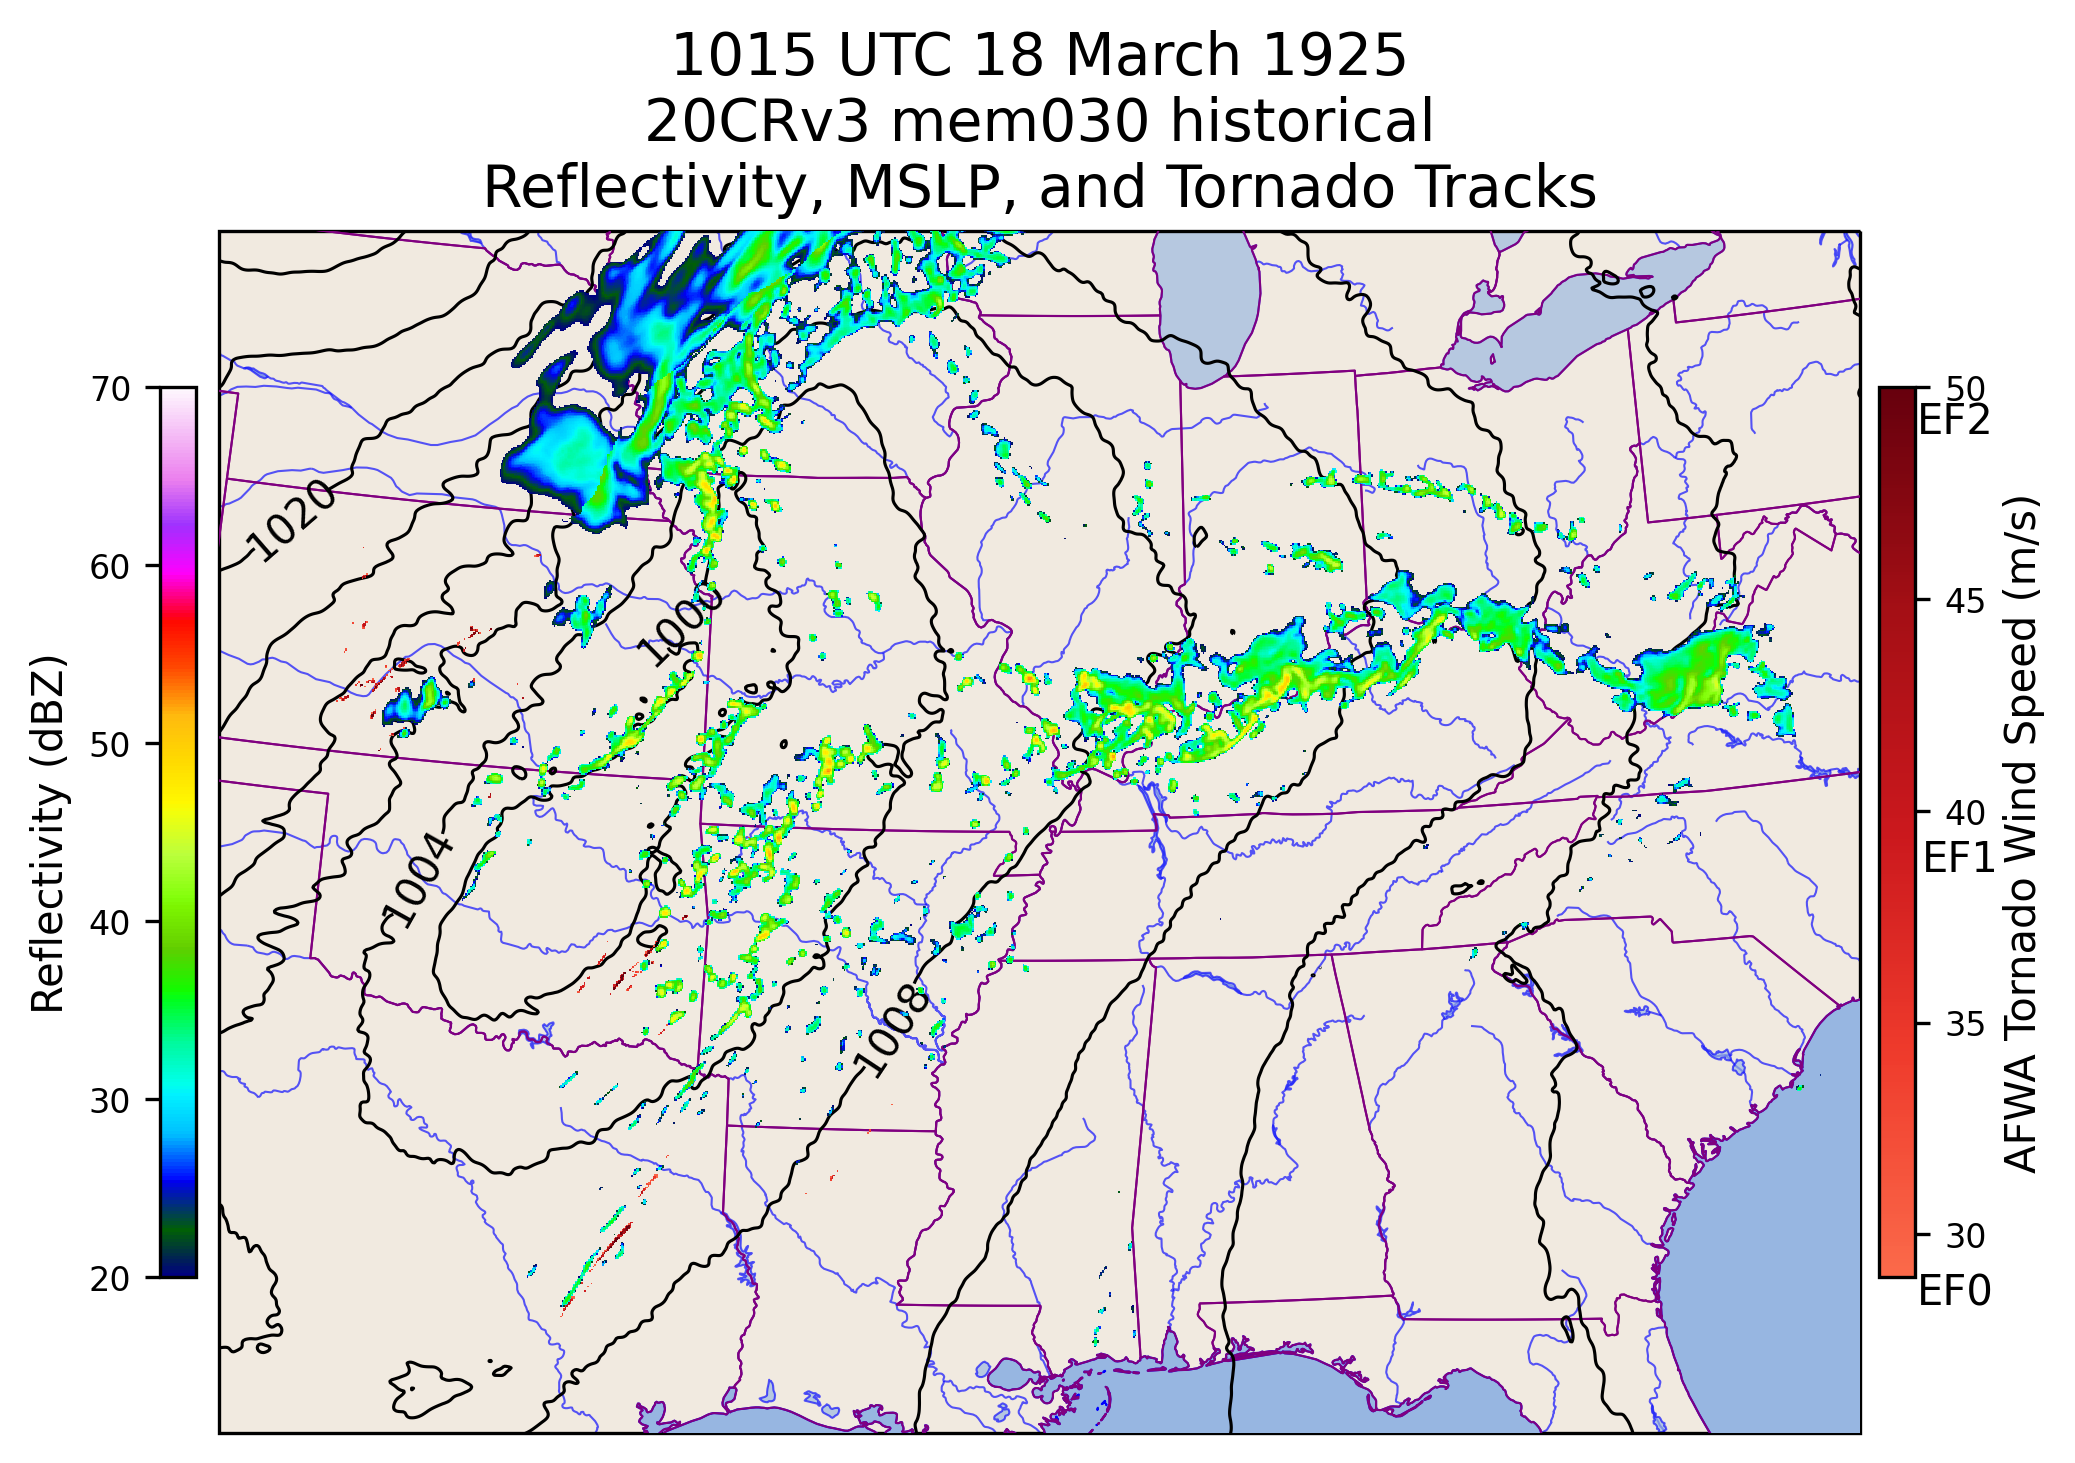 1015 UTC 18 March 1925
20CRv3 mem030 historical
Reflectivity, MSLP, and Tornado Tracks
Reflectivity (dBZ)
70
60
50
40
30
20
1020
1000
1004
1008
50
EF2
45
40
EF1
35
30
EF0
AFWA Tornado Wind Speed (m/s)